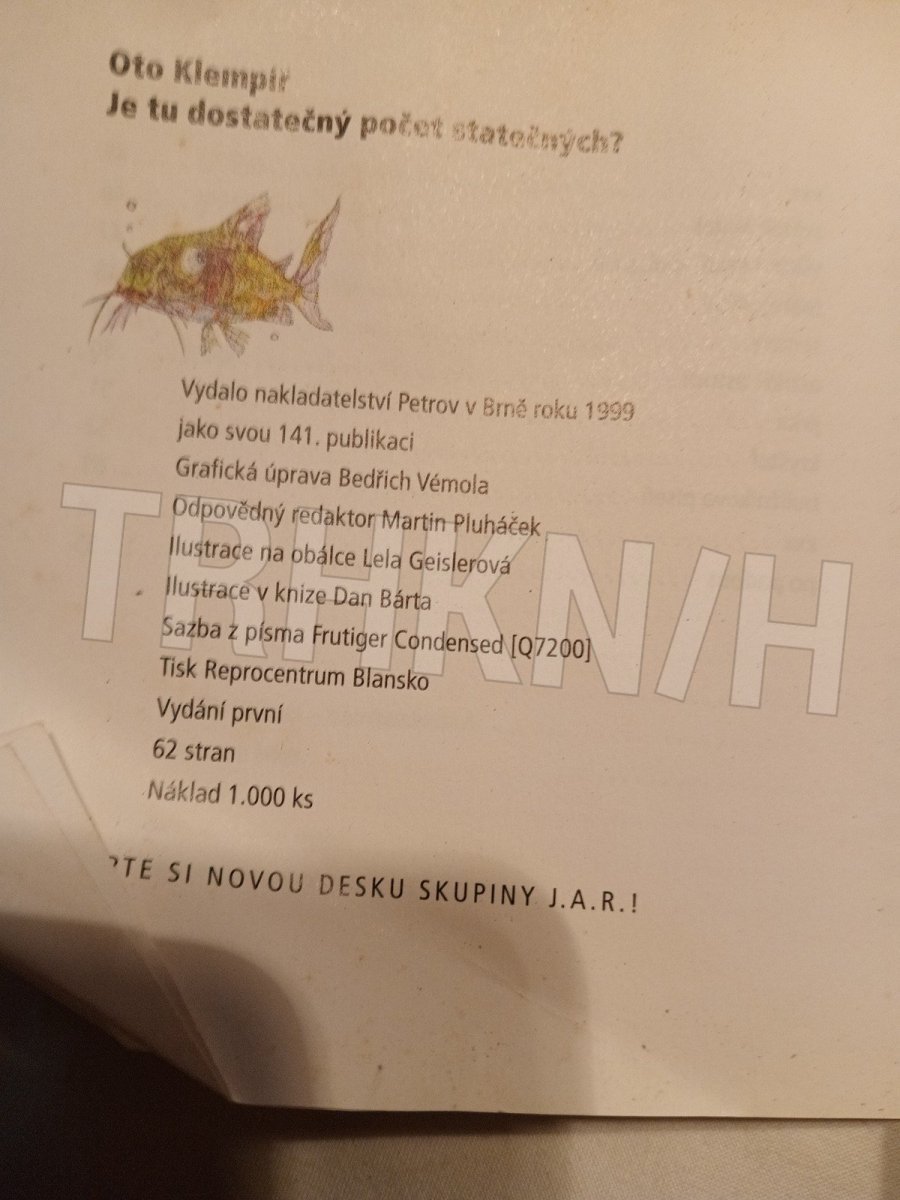 Oto Klempíř
Je tu dostatečný počet statečných?
Vydalo nakladatelství Petrov v Brně roku 1999
jako svou 141. publikaci
Grafická úprava Bedřich Vémola
Odpovědný redaktor Martin Pluháček
Ilustrace na obálce Lela Geislerová
Ilustrace v knize Dan Bárta
Sazba z písma Frutiger Condensed [Q7200]
Tisk Reprocentrum Blansko
Vydání první
62 stran
Náklad 1.000 ks
SI NOVOU DESKU SKUPINY J.A.R.!
TRHKN/H